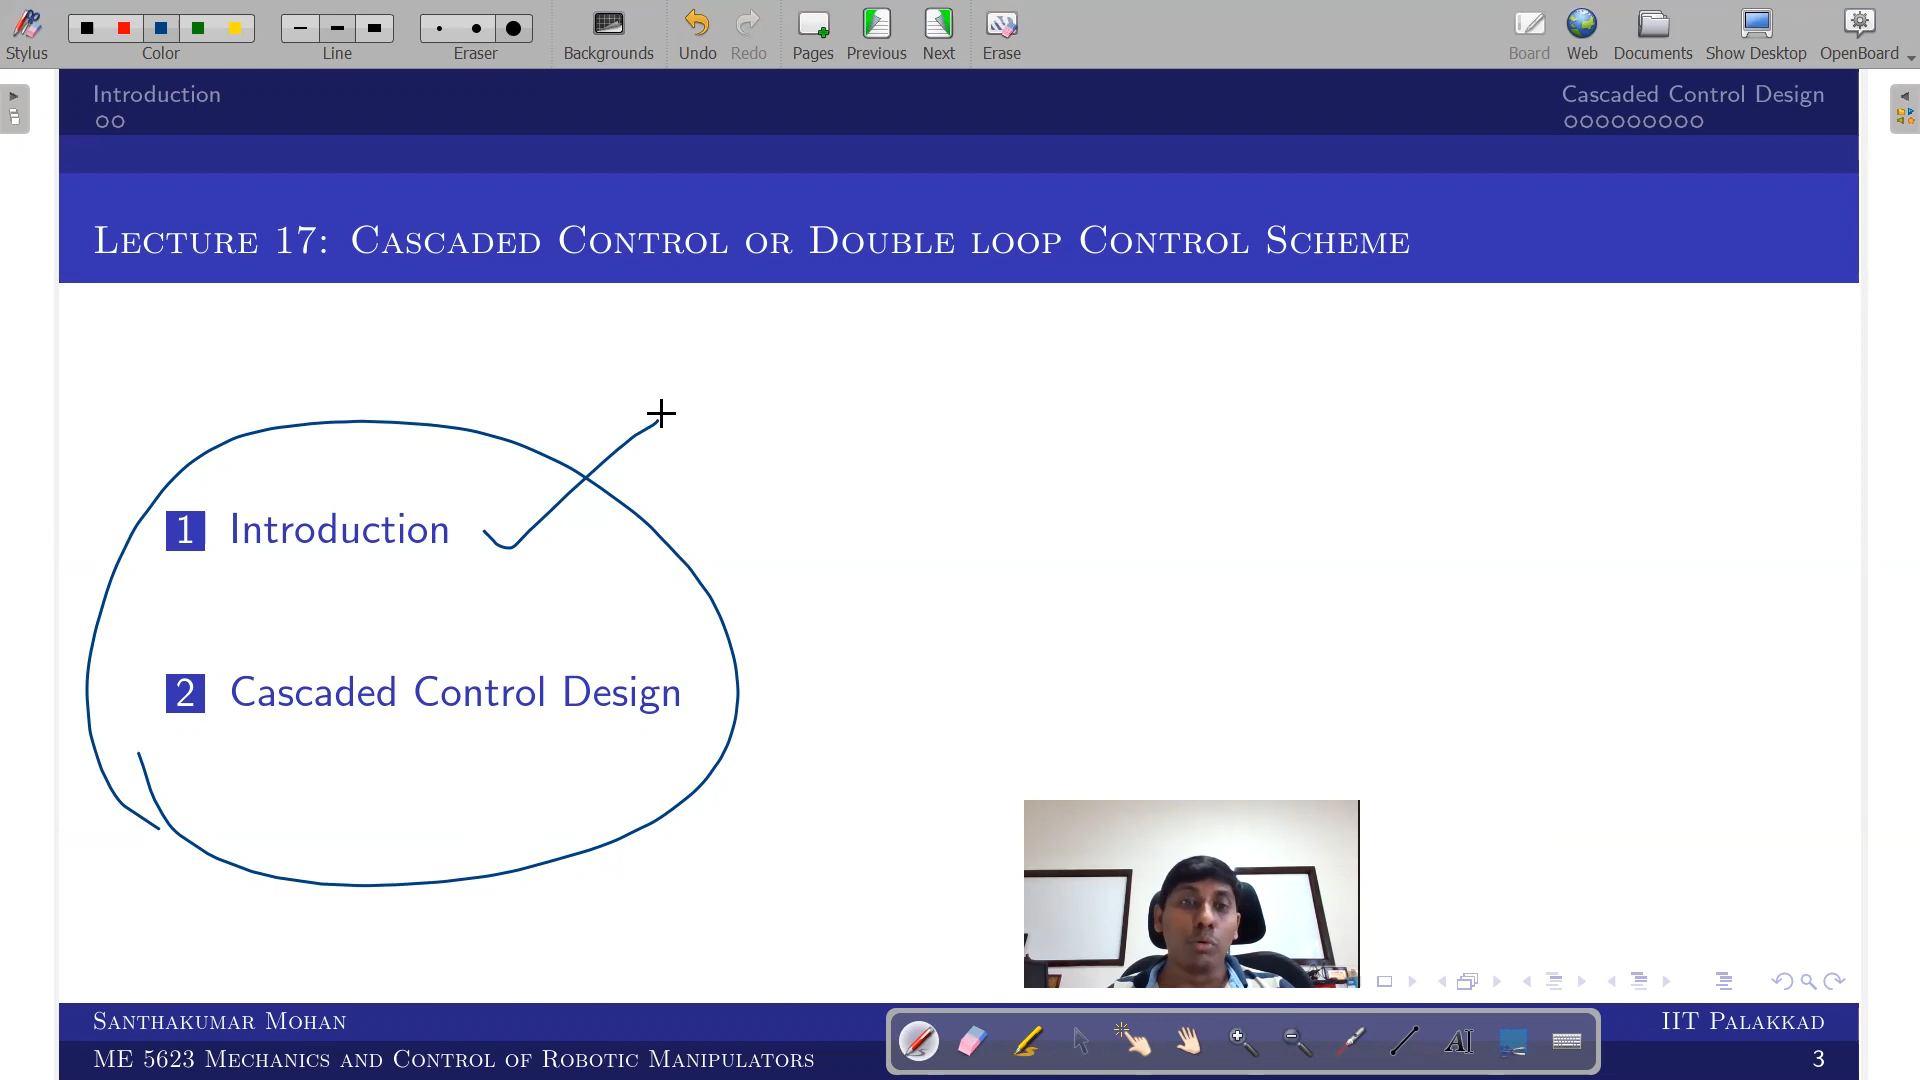 Stylus
Color
Line
Eraser
Backgrounds
Undo
Redo
Pages
Previous
Next
Erase
Board
Web
Documents
Show Desktop
OpenBoard
Introduction
Cascaded Control Design
Lecture 17: Cascaded Control or Double loop Control Scheme
1 Introduction
2 Cascaded Control Design
Santhakumar Mohan
IIT Palakkad
ME 5623 Mechanics and Control of Robotic Manipulators
3
AI